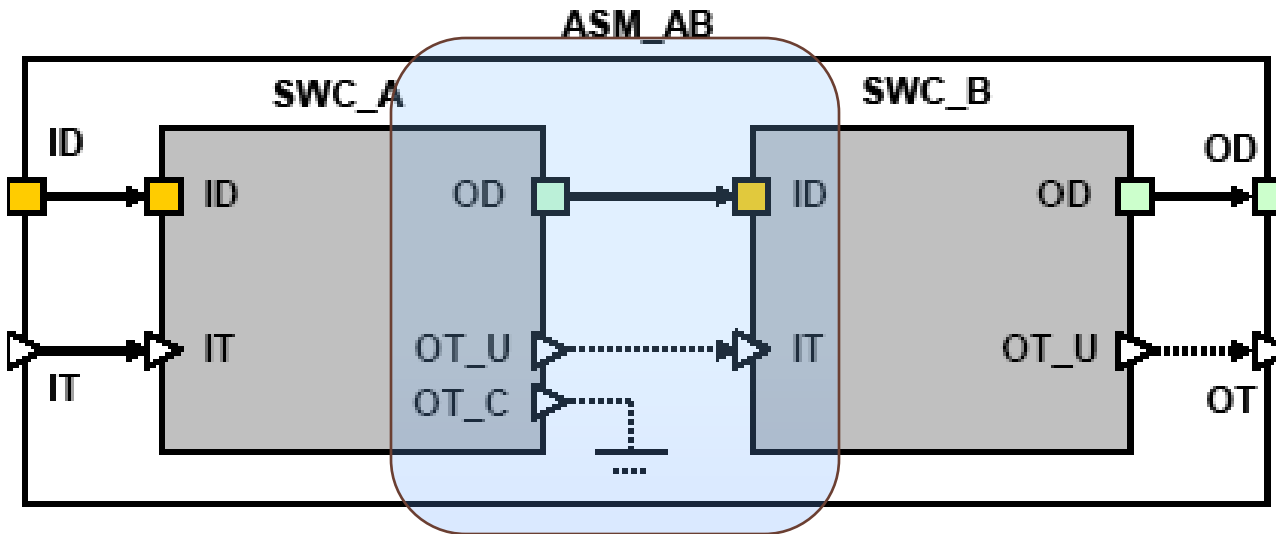 ASM_AB
SWC_A
SWC_B
ID
OD
ID
OD
ID
OD
IT
OT_U
IT
OT_U
IT
OT_C
OT